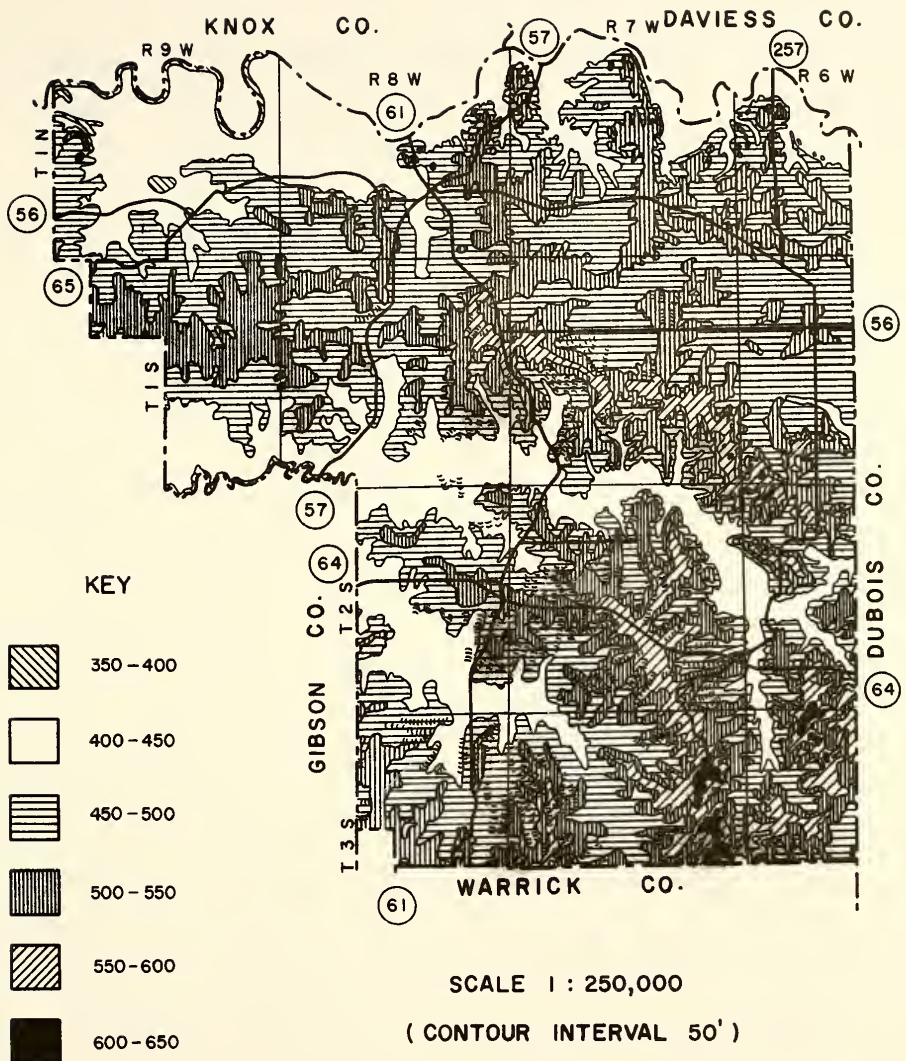 KNOX CO.
DAVIESS CO.
R 9 W
R 8 W
57
R 7 W
257
R 6 W
61
T 1 N
56
65
56
T 1 S
57
64
T 2 S
GIBSON CO.
DUBOIS CO.
64
T 3 S
WARRICK CO.
61
KEY
350 - 400
400 - 450
450 - 500
500 - 550
550 - 600
600 - 650
SCALE 1 : 250,000
( CONTOUR INTERVAL 50' )